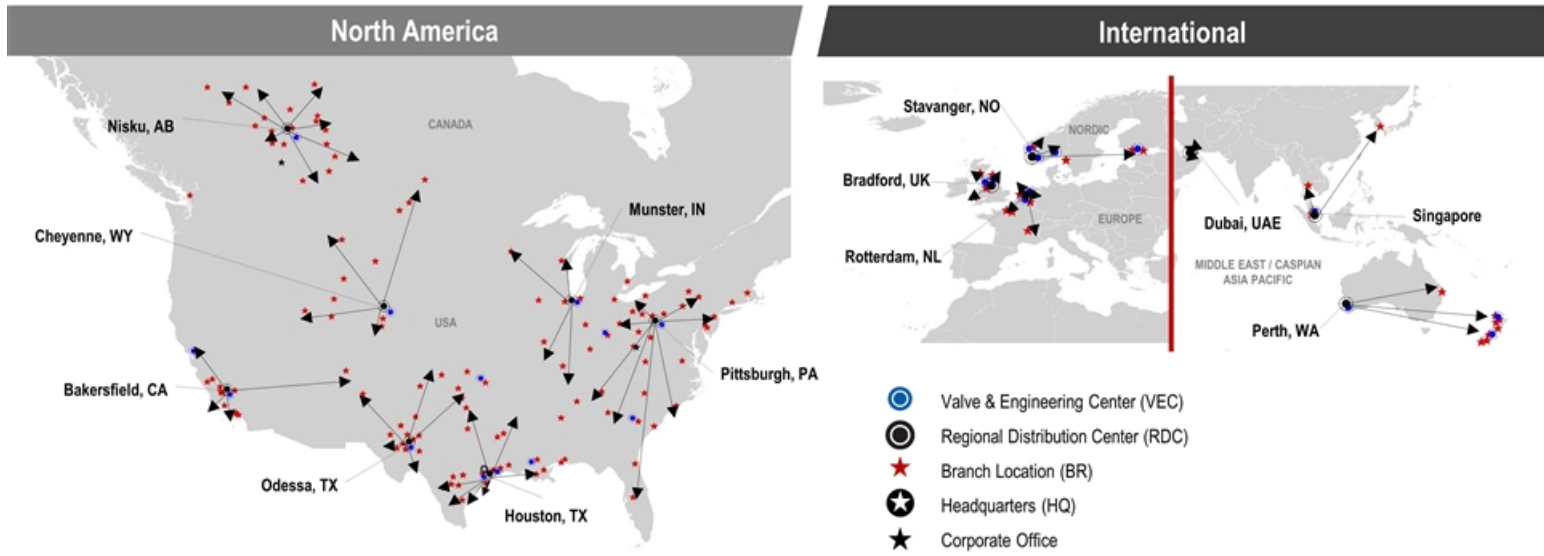 North America
International
Nisku, AB
CANADA
Cheyenne, WY
Munster, IN
USA
Bakersfield, CA
Pittsburgh, PA
Odessa, TX
Houston, TX
Stavanger, NO
NORDIC
Bradford, UK
EUROPE
Rotterdam, NL
Dubai, UAE
Singapore
MIDDLE EAST / CASPIAN
ASIA PACIFIC
Perth, WA
Valve & Engineering Center (VEC)
Regional Distribution Center (RDC)
Branch Location (BR)
Headquarters (HQ)
Corporate Office